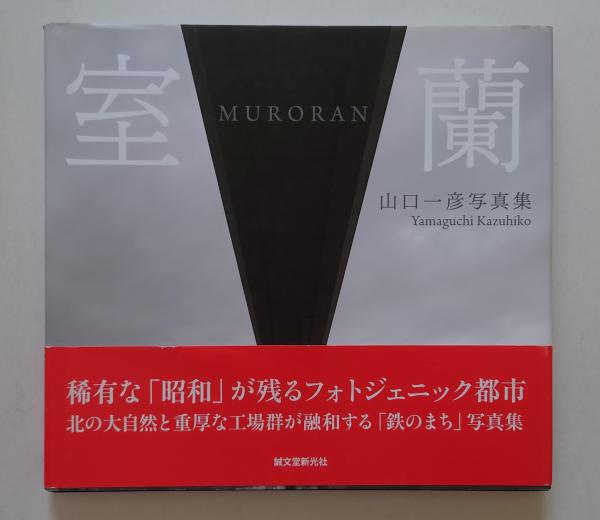 室蘭
MURORAN
山口一彦写真集
Yamaguchi Kazuhiko
稀有な「昭和」が残るフォトジェニック都市
北の大自然と重厚な工場群が融和する「鉄のまち」写真集
誠文堂新光社